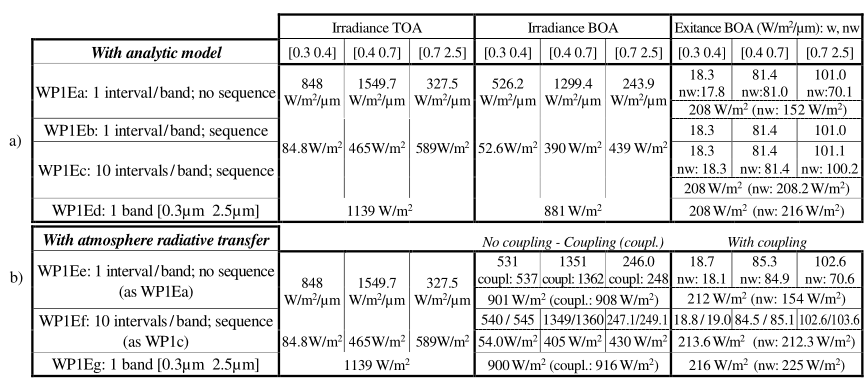 Irradiance TOA Irradiance BOA Exitance BOA (W/m²/µm): w, nw
With analytic model [0.3 0.4] [0.4 0.7] [0.7 2.5] [0.3 0.4] [0.4 0.7] [0.7 2.5] [0.3 0.4] [0.4 0.7] [0.7 2.5]
a)
WP1Ea: 1 interval/band; no sequence 848 W/m²/µm 1549.7 W/m²/µm 327.5 W/m²/µm 526.2 W/m²/µm 1299.4 W/m²/µm 243.9 W/m²/µm 18.3 81.4 101.0
nw:17.8 nw:81.0 nw:70.1
208 W/m² (nw: 152 W/m²)
WP1Eb: 1 interval/band; sequence 18.3 81.4 101.0
84.8W/m² 465W/m² 589W/m² 52.6W/m² 390 W/m² 439 W/m²
WP1Ec: 10 intervals/band; sequence 18.3 81.4 101.1
nw: 18.3 nw: 81.4 nw: 100.2
208 W/m² (nw: 208.2 W/m²)
WP1Ed: 1 band [0.3µm 2.5µm] 1139 W/m² 881 W/m² 208 W/m² (nw: 216 W/m²)
b)
With atmosphere radiative transfer No coupling - Coupling (coupl.) With coupling
WP1Ee: 1 interval/band; no sequence 848 W/m²/µm 1549.7 W/m²/µm 327.5 W/m²/µm 531 1351 246.0 18.7 85.3 102.6
(as WP1Ea) coupl: 537 coupl: 1362 coupl: 248 nw: 18.1 nw: 84.9 nw: 70.6
901 W/m² (coupl.: 908 W/m²) 212 W/m² (nw: 154 W/m²)
WP1Ef: 10 intervals/band; sequence 540 / 545 1349/1360 247.1/249.1 18.8 / 19.0 84.5 / 85.1 102.6/103.6
(as WP1c) 84.8W/m² 465W/m² 589W/m² 54.0W/m² 405 W/m² 430 W/m² 213.6 W/m² (nw: 212.3 W/m²)
WP1Eg: 1 band [0.3µm 2.5µm] 1139 W/m² 900 W/m² (coup.: 916 W/m²) 216 W/m² (nw: 225 W/m²)